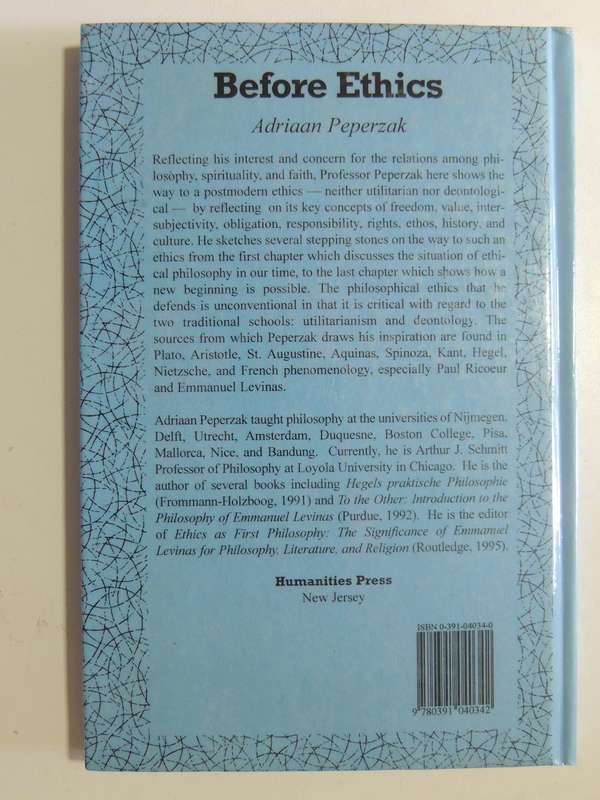 Before Ethics
Adriaan Peperzak
Reflecting his interest and concern for the relations among phi-
losophy, spirituality, and faith, Professor Peperzak here shows the
way to a postmodern ethics — neither utilitarian nor deontologi-
cal — by reflecting on its key concepts of freedom, value, inter-
subjectivity, obligation, responsibility, rights, ethos, history, and
culture. He sketches several stepping stones on the way to such an
ethics from the first chapter which discusses the situation of ethi-
cal philosophy in our time, to the last chapter which shows how a
new beginning is possible. The philosophical ethics that he
defends is unconventional in that it is critical with regard to the
two traditional schools: utilitarianism and deontology. The
sources from which Peperzak draws his inspiration are found in
Plato, Aristotle, St. Augustine, Aquinas, Spinoza, Kant, Hegel,
Nietzsche, and French phenomenology, especially Paul Ricoeur
and Emmanuel Levinas.
Adriaan Peperzak taught philosophy at the universities of Nijmegen,
Delft, Utrecht, Amsterdam, Duquesne, Boston College, Pisa,
Mallorca, Nice, and Bandung. Currently, he is Arthur J. Schmitt
Professor of Philosophy at Loyola University in Chicago. He is the
author of several books including Hegels praktische Philosophie
(Frommann-Holzboog, 1991) and To the Other: Introduction to the
Philosophy of Emmanuel Levinas (Purdue, 1992). He is the editor
of Ethics as First Philosophy: The Significance of Emmanuel
Levinas for Philosophy, Literature, and Religion (Routledge, 1995).
Humanities Press
New Jersey
ISBN 0-391-04034-0
9 780391 040342